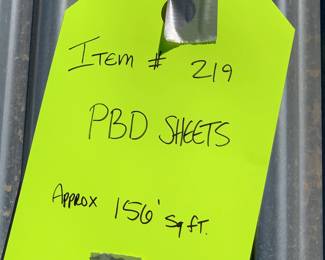 Item # 219
PBD SHEETS
Approx 156' Sq ft.